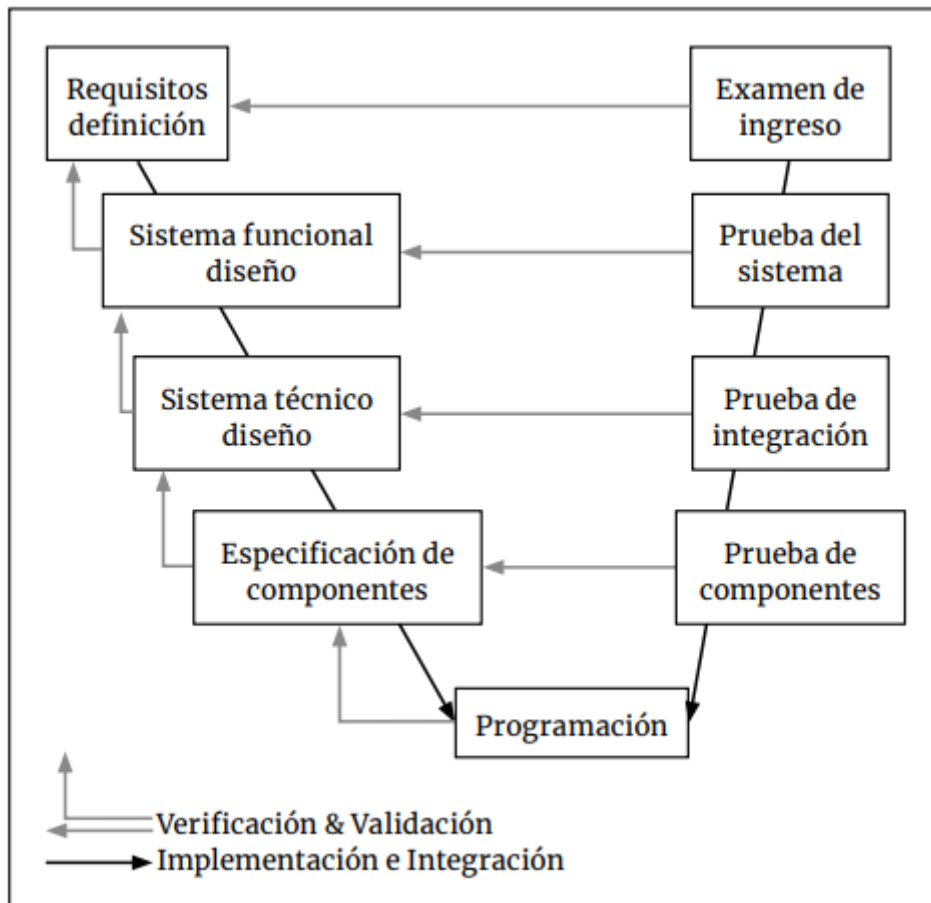 Requisitos
definición
Examen de
ingreso
Sistema funcional
diseño
Prueba del
sistema
Sistema técnico
diseño
Prueba de
integración
Especificación de
componentes
Prueba de
componentes
Programación
Verificación & Validación
Implementación e Integración